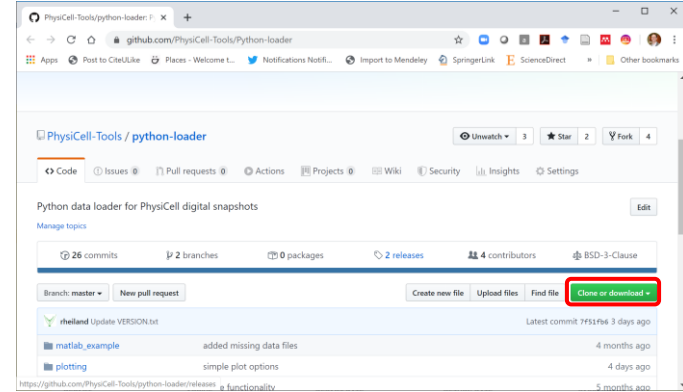 PhysiCell-Tools/python-loader: P
github.com/PhysiCell-Tools/Python-loader
Apps Post to CiteULike Places - Welcome t... Notifications Notifi... Import to Mendeley SpringerLink ScienceDirect » Other bookmarks
PhysiCell-Tools / python-loader Unwatch 3 Star 2 Fork 4
Code Issues 0 Pull requests 0 Actions Projects 0 Wiki Security Insights Settings
Python data loader for PhysiCell digital snapshots Edit
Manage topics
26 commits 2 branches 0 packages 2 releases 4 contributors BSD-3-Clause
Branch: master New pull request Create new file Upload files Find file Clone or download
rheiland Update VERSION.txt Latest commit 7f51fb6 3 days ago
matlab_example added missing data files 4 months ago
plotting simple plot options 4 days ago
https://github.com/PhysiCell-Tools/python-loader/releases e functionality 5 months ago